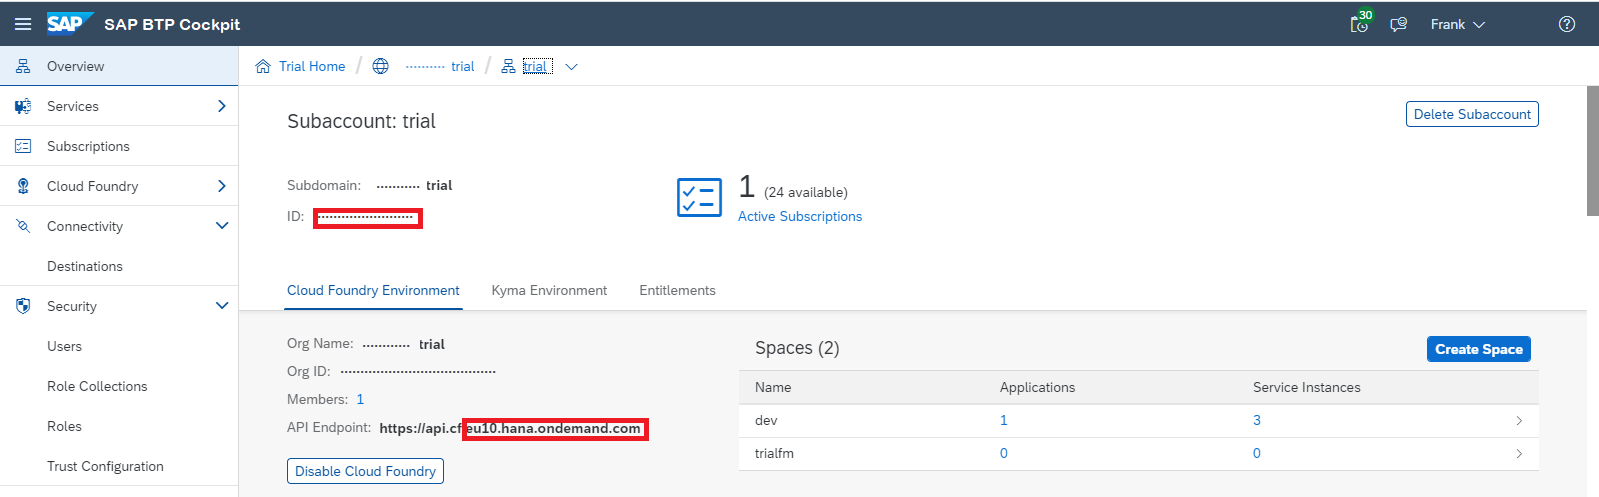 SAP SAP BTP Cockpit 30 Frank
Overview
Services
Subscriptions
Cloud Foundry
Connectivity
Destinations
Security
Users
Role Collections
Roles
Trust Configuration
Trial Home / ·········· trial / trial
Subaccount: trial
Delete Subaccount
Subdomain: ··········· trial
ID: ························
1 (24 available)
Active Subscriptions
Cloud Foundry Environment Kyma Environment Entitlements
Org Name: ············ trial
Org ID: ·······································
Members: 1
API Endpoint: https://api.cf.eu10.hana.ondemand.com
Disable Cloud Foundry
Spaces (2)
Create Space
Name Applications Service Instances
dev 1 3
trialfm 0 0